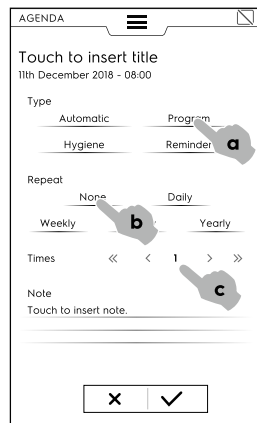 AGENDA
Touch to insert title
11th December 2018 - 08:00
Type
Automatic Program
Hygiene Reminder
a
Repeat
None Daily
Weekly b Yearly
Times << < 1 > >>
c
Note
Touch to insert note.